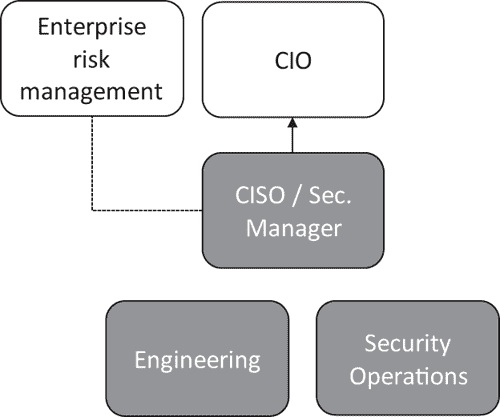 Enterprise
risk
management
CIO
CISO / Sec.
Manager
Engineering
Security
Operations